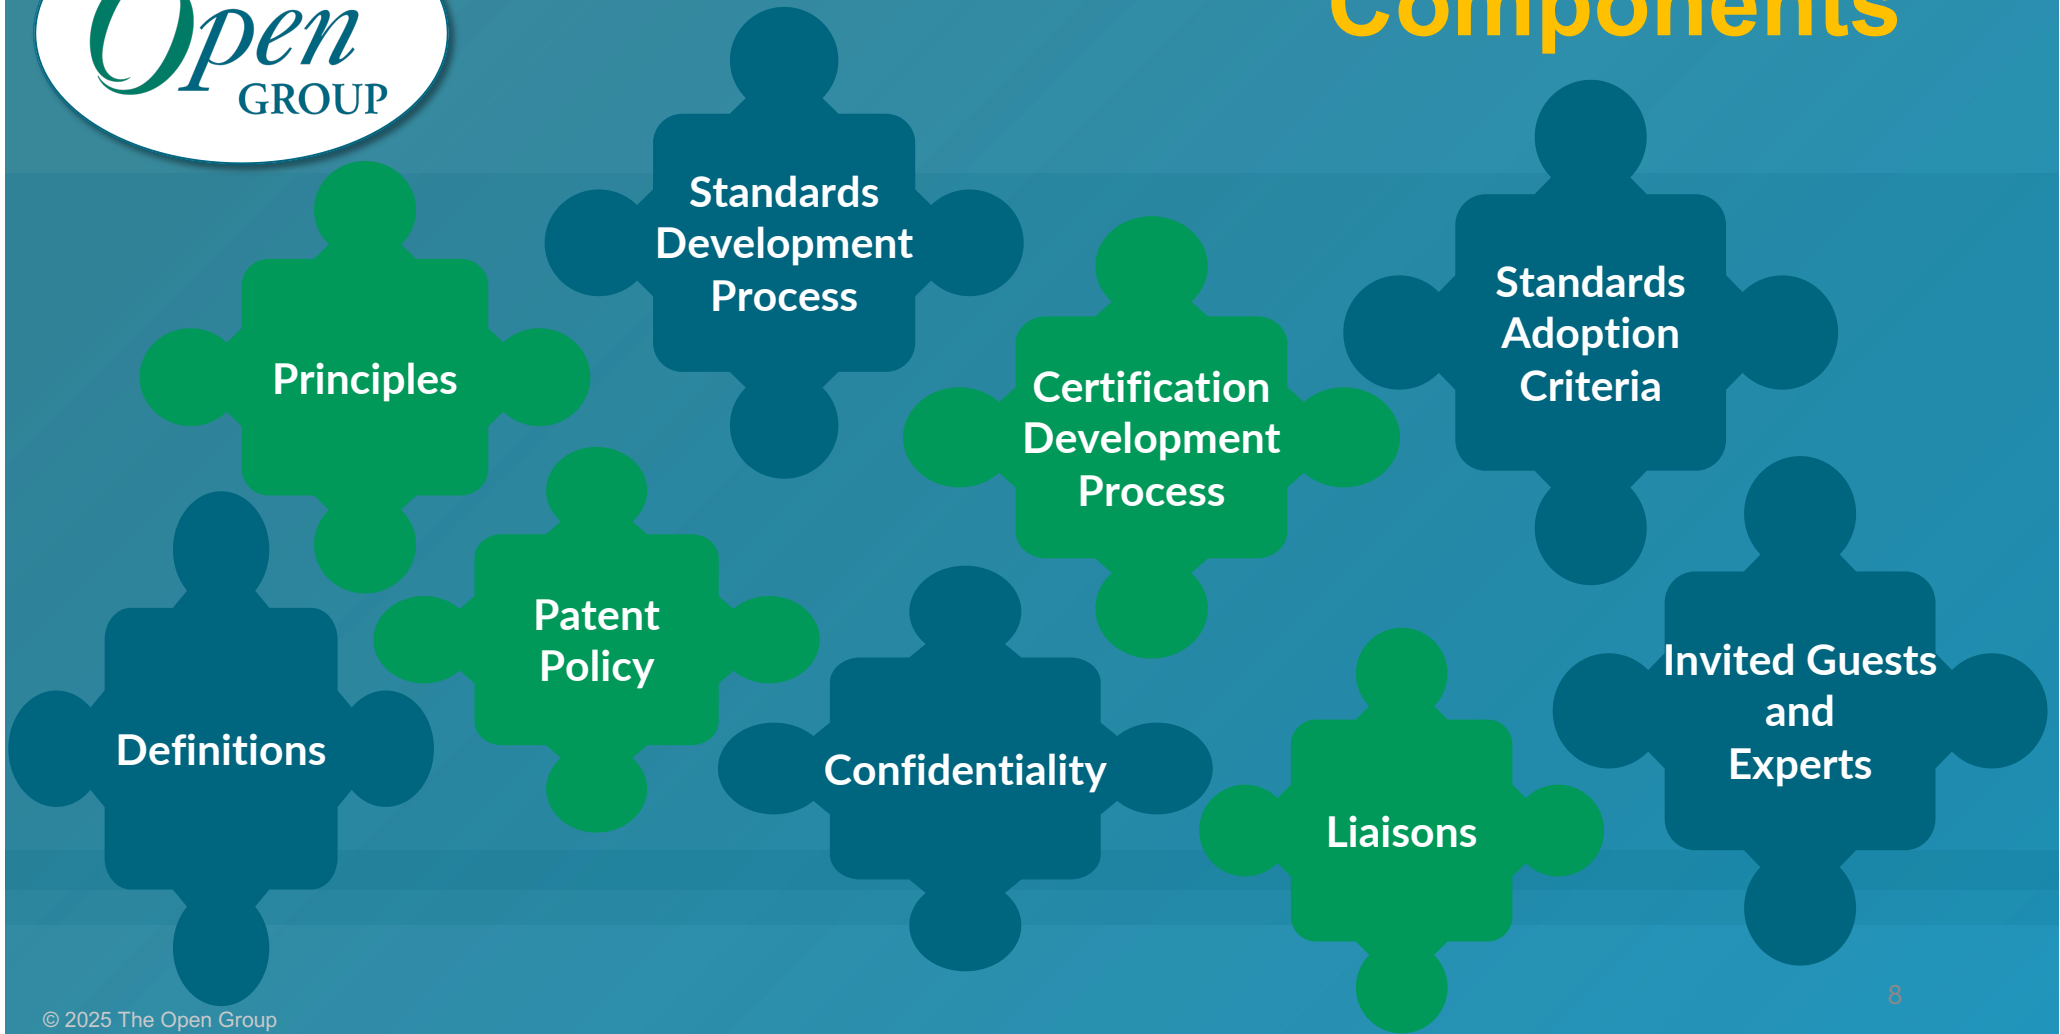 Open
GROUP
Components
Standards
Development
Process
Standards
Adoption
Criteria
Principles
Certification
Development
Process
Patent
Policy
Invited Guests
and
Experts
Definitions
Confidentiality
Liaisons
8
© 2025 The Open Group